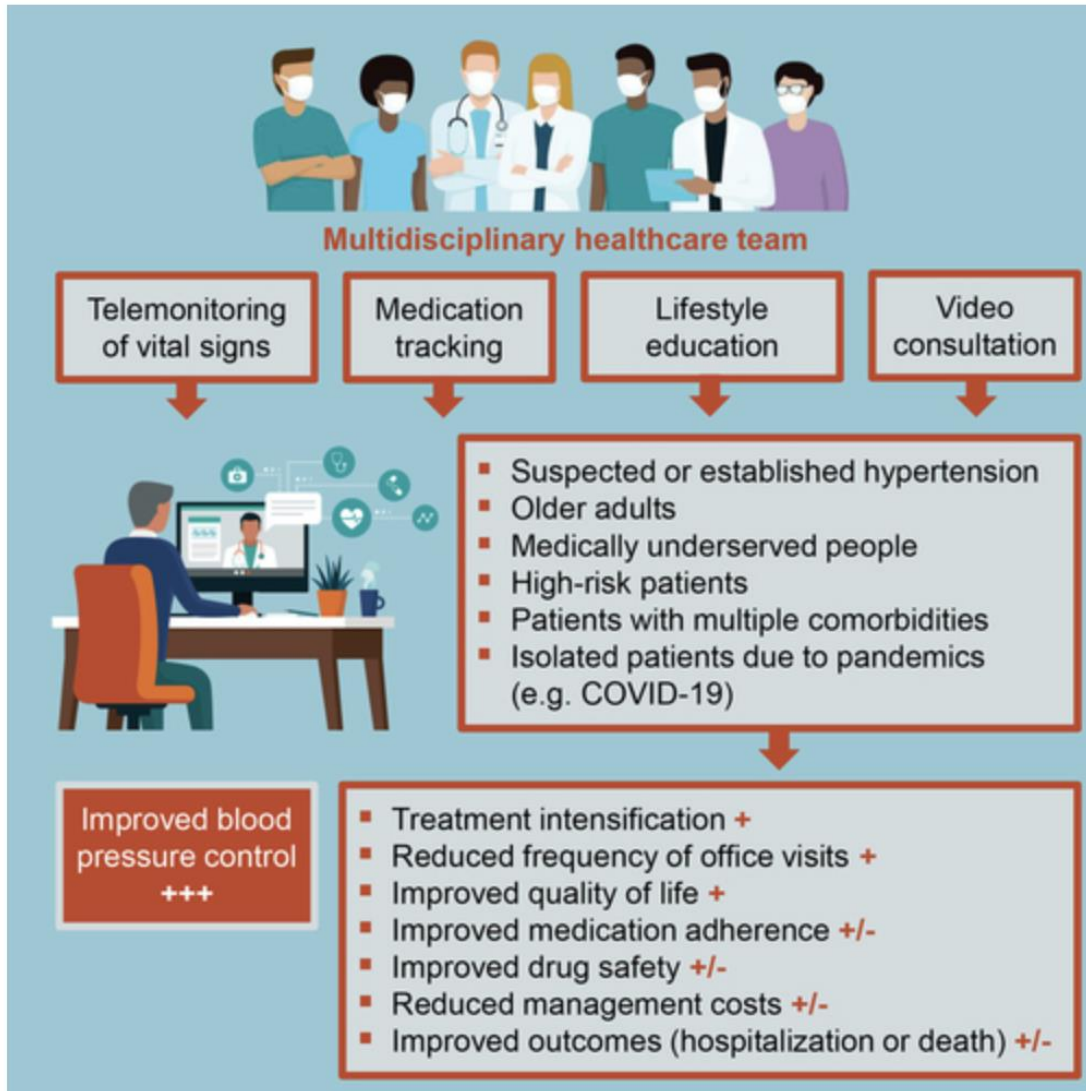 Multidisciplinary healthcare team
Telemonitoring
of vital signs
Medication
tracking
Lifestyle
education
Video
consultation
▪ Suspected or established hypertension
▪ Older adults
▪ Medically underserved people
▪ High-risk patients
▪ Patients with multiple comorbidities
▪ Isolated patients due to pandemics
(e.g. COVID-19)
Improved blood
pressure control
+++
▪ Treatment intensification +
▪ Reduced frequency of office visits +
▪ Improved quality of life +
▪ Improved medication adherence +/-
▪ Improved drug safety +/-
▪ Reduced management costs +/-
▪ Improved outcomes (hospitalization or death) +/-